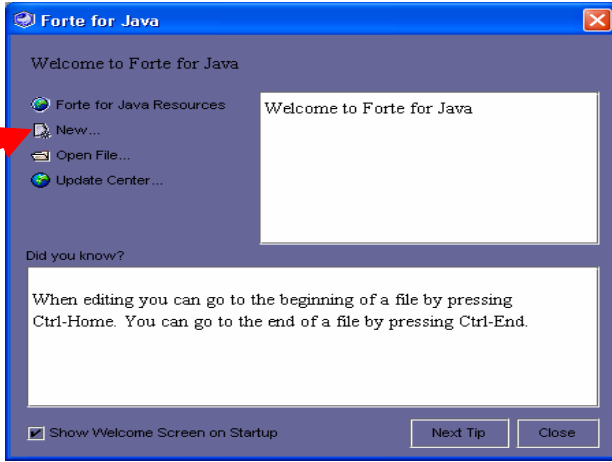 Forte for Java
Welcome to Forte for Java
Forte for Java Resources
New...
Open File...
Update Center...
Welcome to Forte for Java
Did you know?
When editing you can go to the beginning of a file by pressing
Ctrl-Home. You can go to the end of a file by pressing Ctrl-End.
Show Welcome Screen on Startup
Next Tip
Close